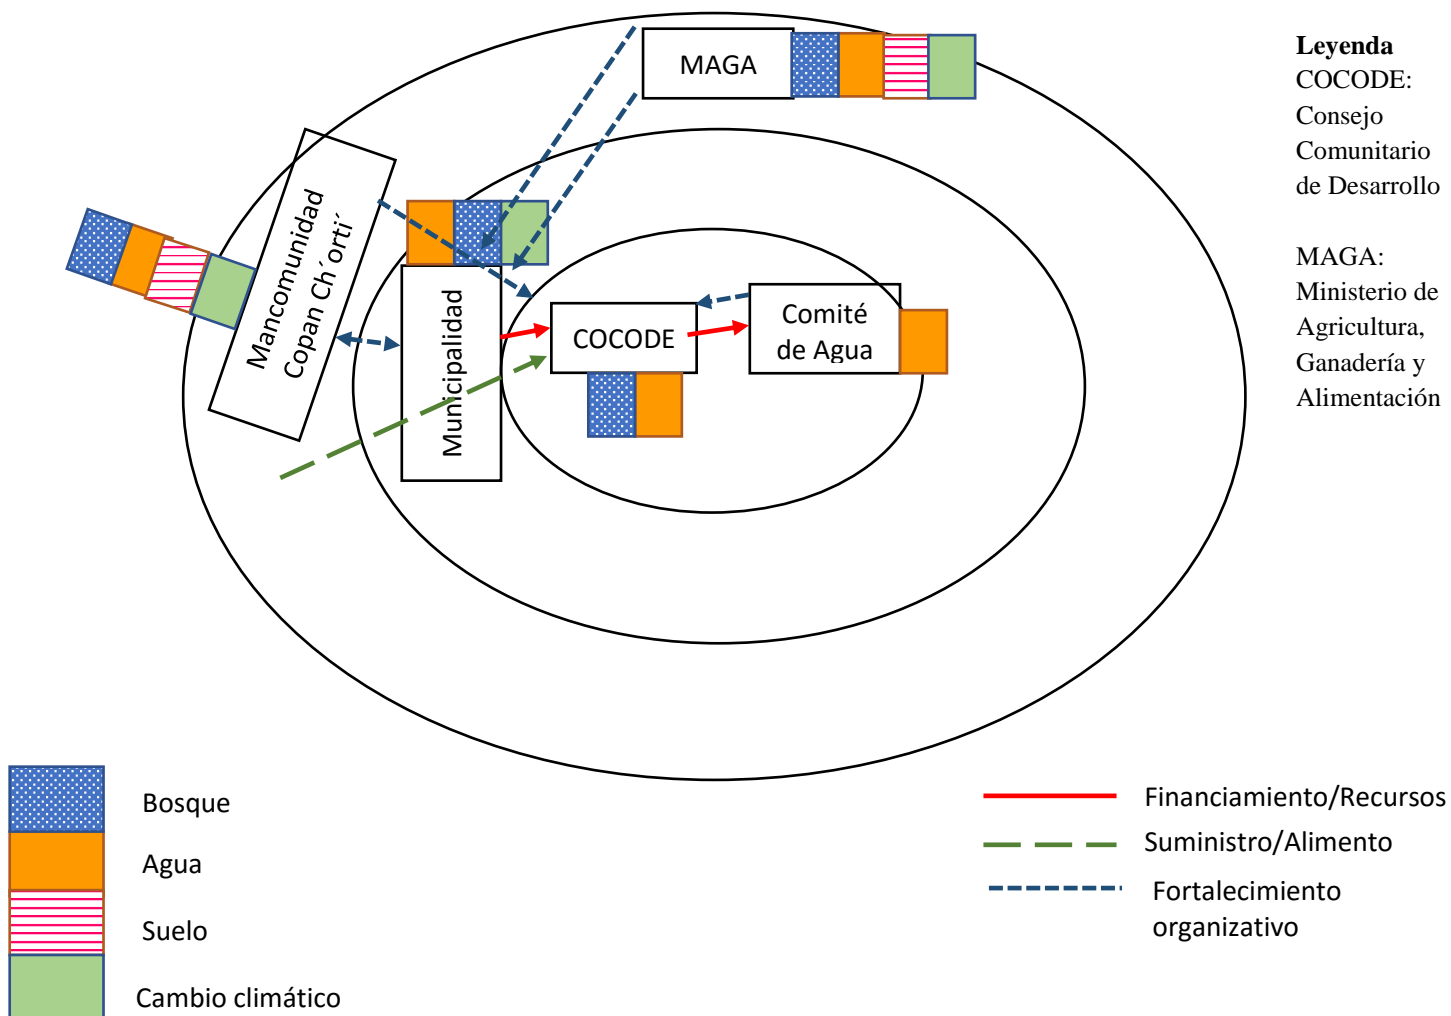 MAGA
Mancomunidad
Copan Ch´orti´
Municipalidad
COCODE
Comité
de Agua
Leyenda
COCODE:
Consejo
Comunitario
de Desarrollo
MAGA:
Ministerio de
Agricultura,
Ganadería y
Alimentación
Bosque
Agua
Suelo
Cambio climático
Financiamiento/Recursos
Suministro/Alimento
Fortalecimiento
organizativo